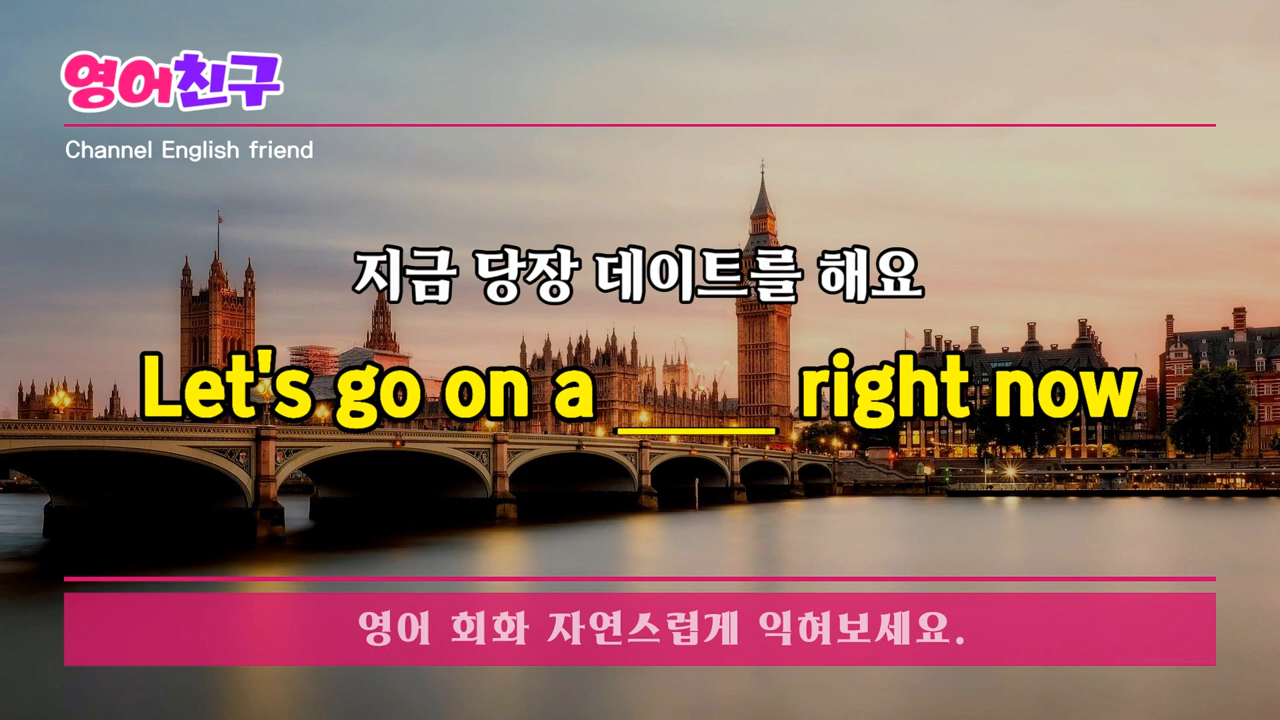 영어친구
Channel English friend
지금 당장 데이트를 해요
Let's go on a _____ right now
영어 회화 자연스럽게 익혀보세요.